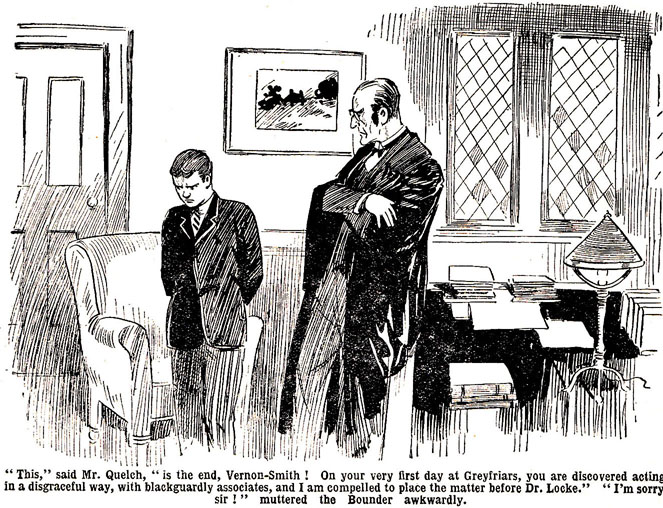 "This," said Mr. Quelch, "is the end, Vernon-Smith ! On your very first day at Greyfriars, you are discovered acting
in a disgraceful way, with blackguardly associates, and I am compelled to place the matter before Dr. Locke." "I'm sorry
sir !" muttered the Bounder awkwardly.